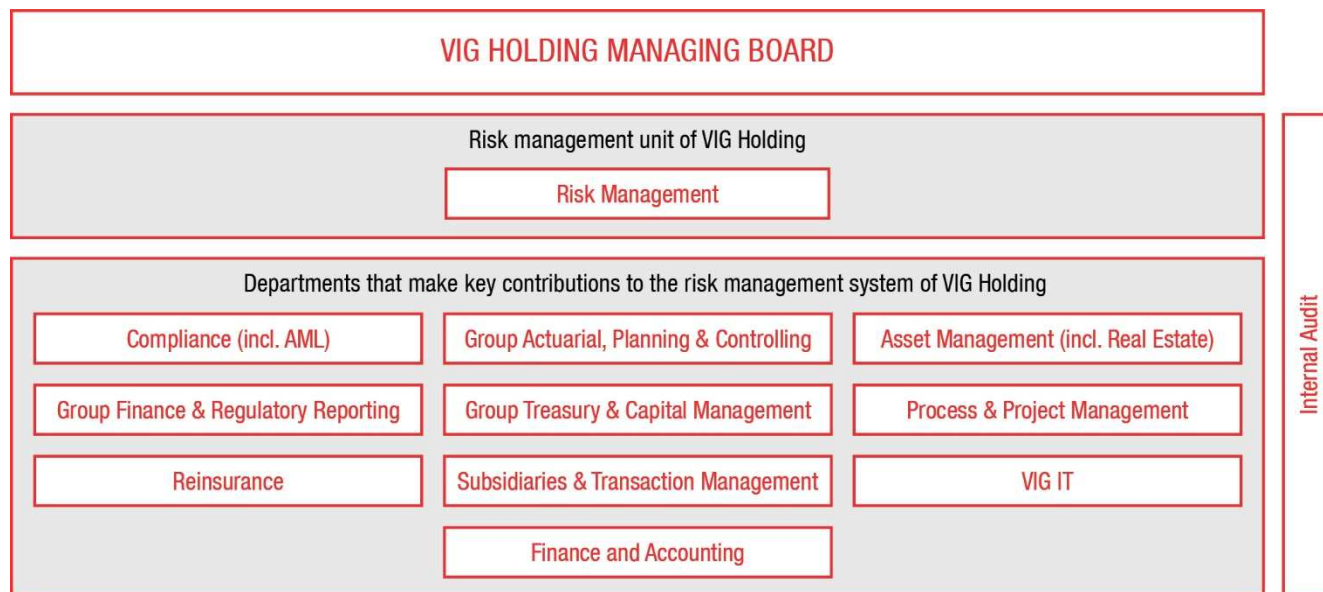 VIG HOLDING MANAGING BOARD
Risk management unit of VIG Holding
Risk Management
Departments that make key contributions to the risk management system of VIG Holding
Compliance (incl. AML)
Group Actuarial, Planning & Controlling
Asset Management (incl. Real Estate)
Group Finance & Regulatory Reporting
Group Treasury & Capital Management
Process & Project Management
Reinsurance
Subsidiaries & Transaction Management
VIG IT
Finance and Accounting
Internal Audit